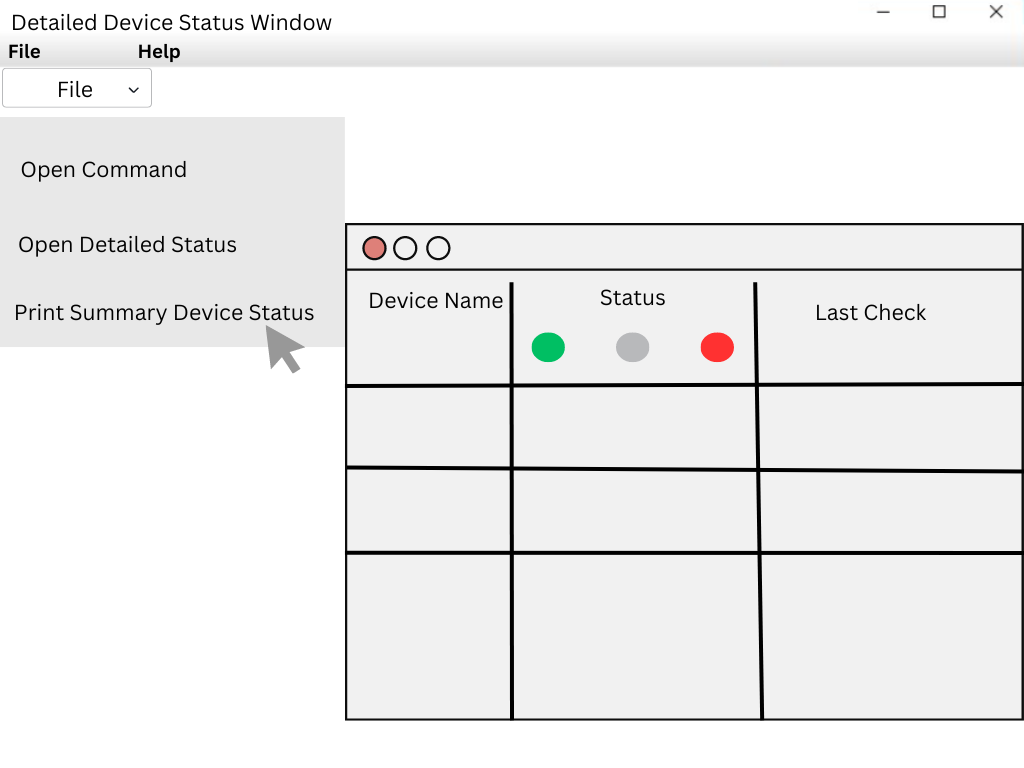 Detailed Device Status Window
File Help
File
Open Command
Open Detailed Status
Print Summary Device Status
Device Name Status Last Check